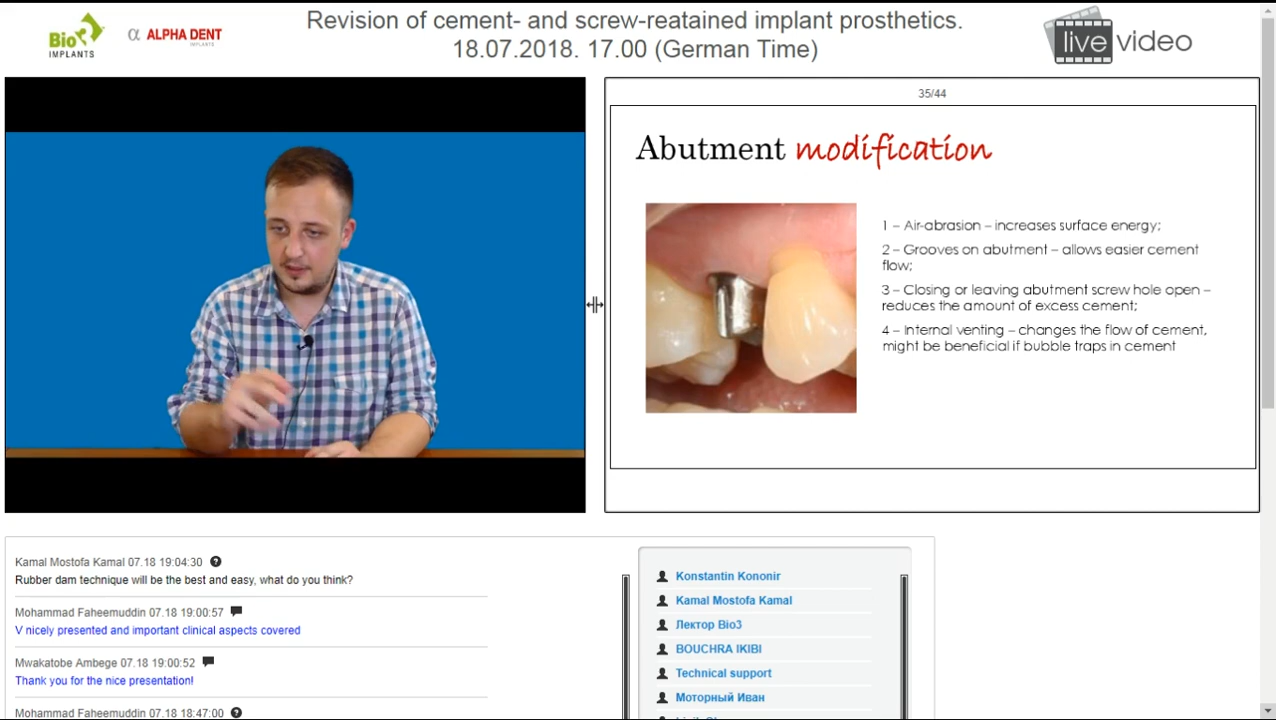 Bio
IMPLANTS
α ALPHA DENT
IMPLANTS
Revision of cement- and screw-reatained implant prosthetics.
18.07.2018. 17.00 (German Time)
live video
35/44
Abutment modification
1 – Air-abrasion – increases surface energy;
2 – Grooves on abutment – allows easier cement
flow;
3 – Closing or leaving abutment screw hole open –
reduces the amount of excess cement;
4 – Internal venting – changes the flow of cement,
might be beneficial if bubble traps in cement
Kamal Mostofa Kamal 07.18 19:04:30
Rubber dam technique will be the best and easy, what do you think?
Mohammad Faheemuddin 07.18 19:00:57
V nicely presented and important clinical aspects covered
Mwakatobe Ambege 07.18 19:00:52
Thank you for the nice presentation!
Mohammad Faheemuddin 07.18 18:47:00
Konstantin Kononir
Kamal Mostofa Kamal
Лектор Bio3
BOUCHRA IKIBI
Technical support
Моторный Иван